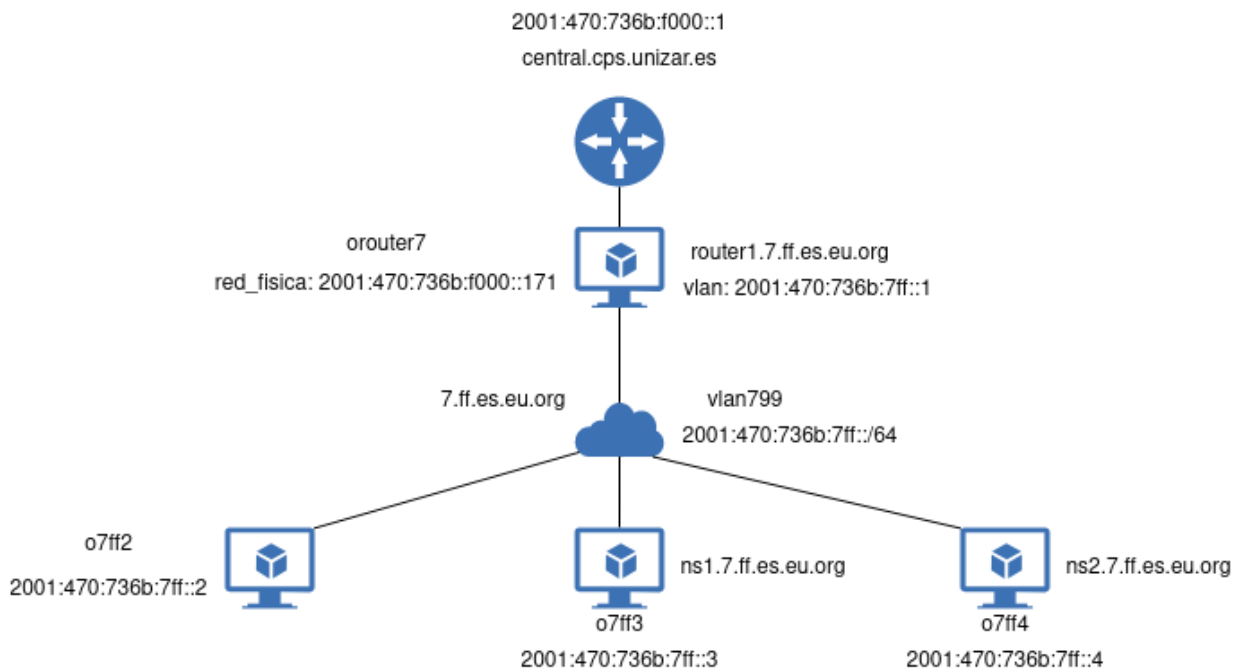 2001:470:736b:f000::1
central.cps.unizar.es
orouter7
red_fisica: 2001:470:736b:f000::171
router1.7.ff.es.eu.org
vlan: 2001:470:736b:7ff::1
7.ff.es.eu.org
vlan799
2001:470:736b:7ff::/64
o7ff2
2001:470:736b:7ff::2
ns1.7.ff.es.eu.org
o7ff3
2001:470:736b:7ff::3
ns2.7.ff.es.eu.org
o7ff4
2001:470:736b:7ff::4